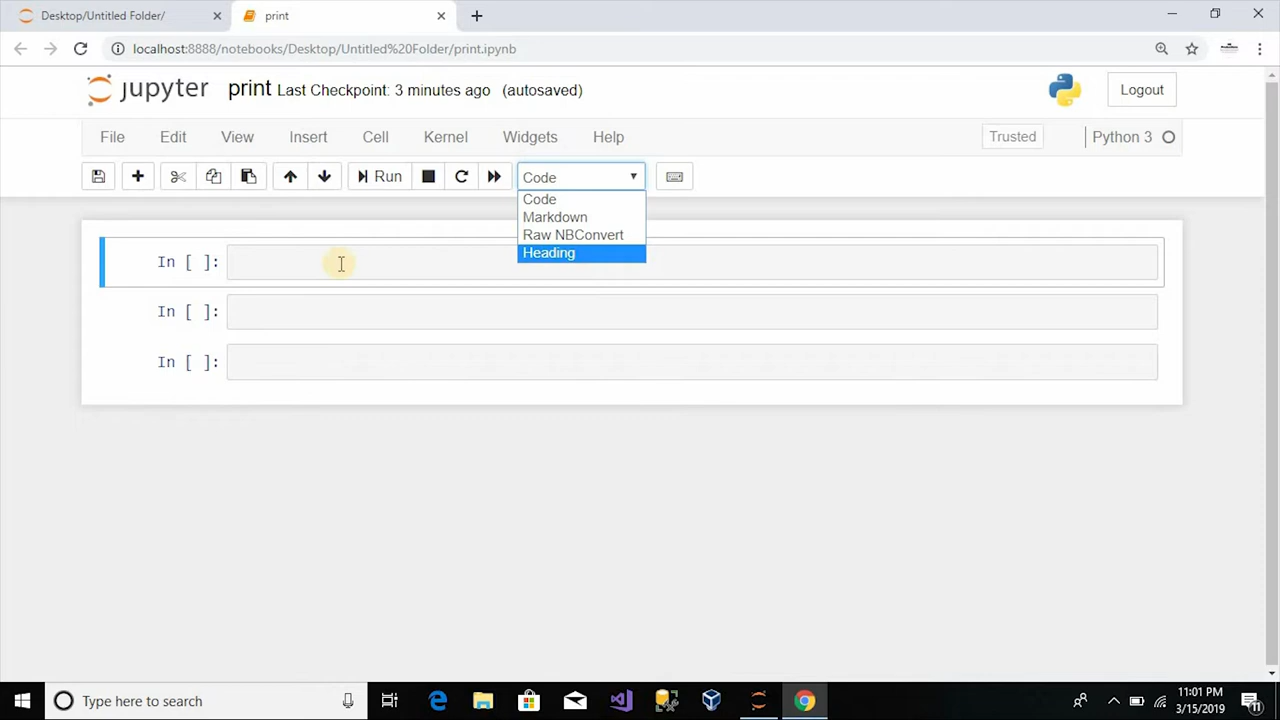 Desktop/Untitled Folder/
print
localhost:8888/notebooks/Desktop/Untitled%20Folder/print.ipynb
jupyter print Last Checkpoint: 3 minutes ago (autosaved)
Logout
File Edit View Insert Cell Kernel Widgets Help
Trusted
Python 3
Run
Code
Code
Markdown
Raw NBConvert
Heading
In [ ]:
In [ ]:
In [ ]:
Type here to search
11:01 PM
3/15/2019